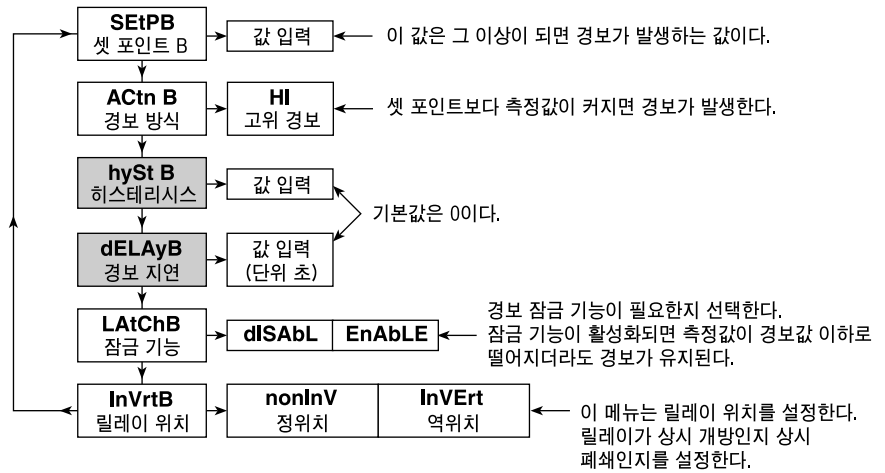 SEtPB
셋 포인트 B
값 입력
이 값은 그 이상이 되면 경보가 발생하는 값이다.
ACtn B
경보 방식
HI
고위 경보
셋 포인트보다 측정값이 커지면 경보가 발생한다.
hySt B
히스테리시스
값 입력
기본값은 0이다.
dELAyB
경보 지연
값 입력
(단위 초)
LAtChB
잠금 기능
dISAbL
EnAbLE
경보 잠금 기능이 필요한지 선택한다.
잠금 기능이 활성화되면 측정값이 경보값 이하로
떨어지더라도 경보가 유지된다.
InVrtB
릴레이 위치
nonInV
정위치
InVErt
역위치
이 메뉴는 릴레이 위치를 설정한다.
릴레이가 상시 개방인지 상시
폐쇄인지를 설정한다.